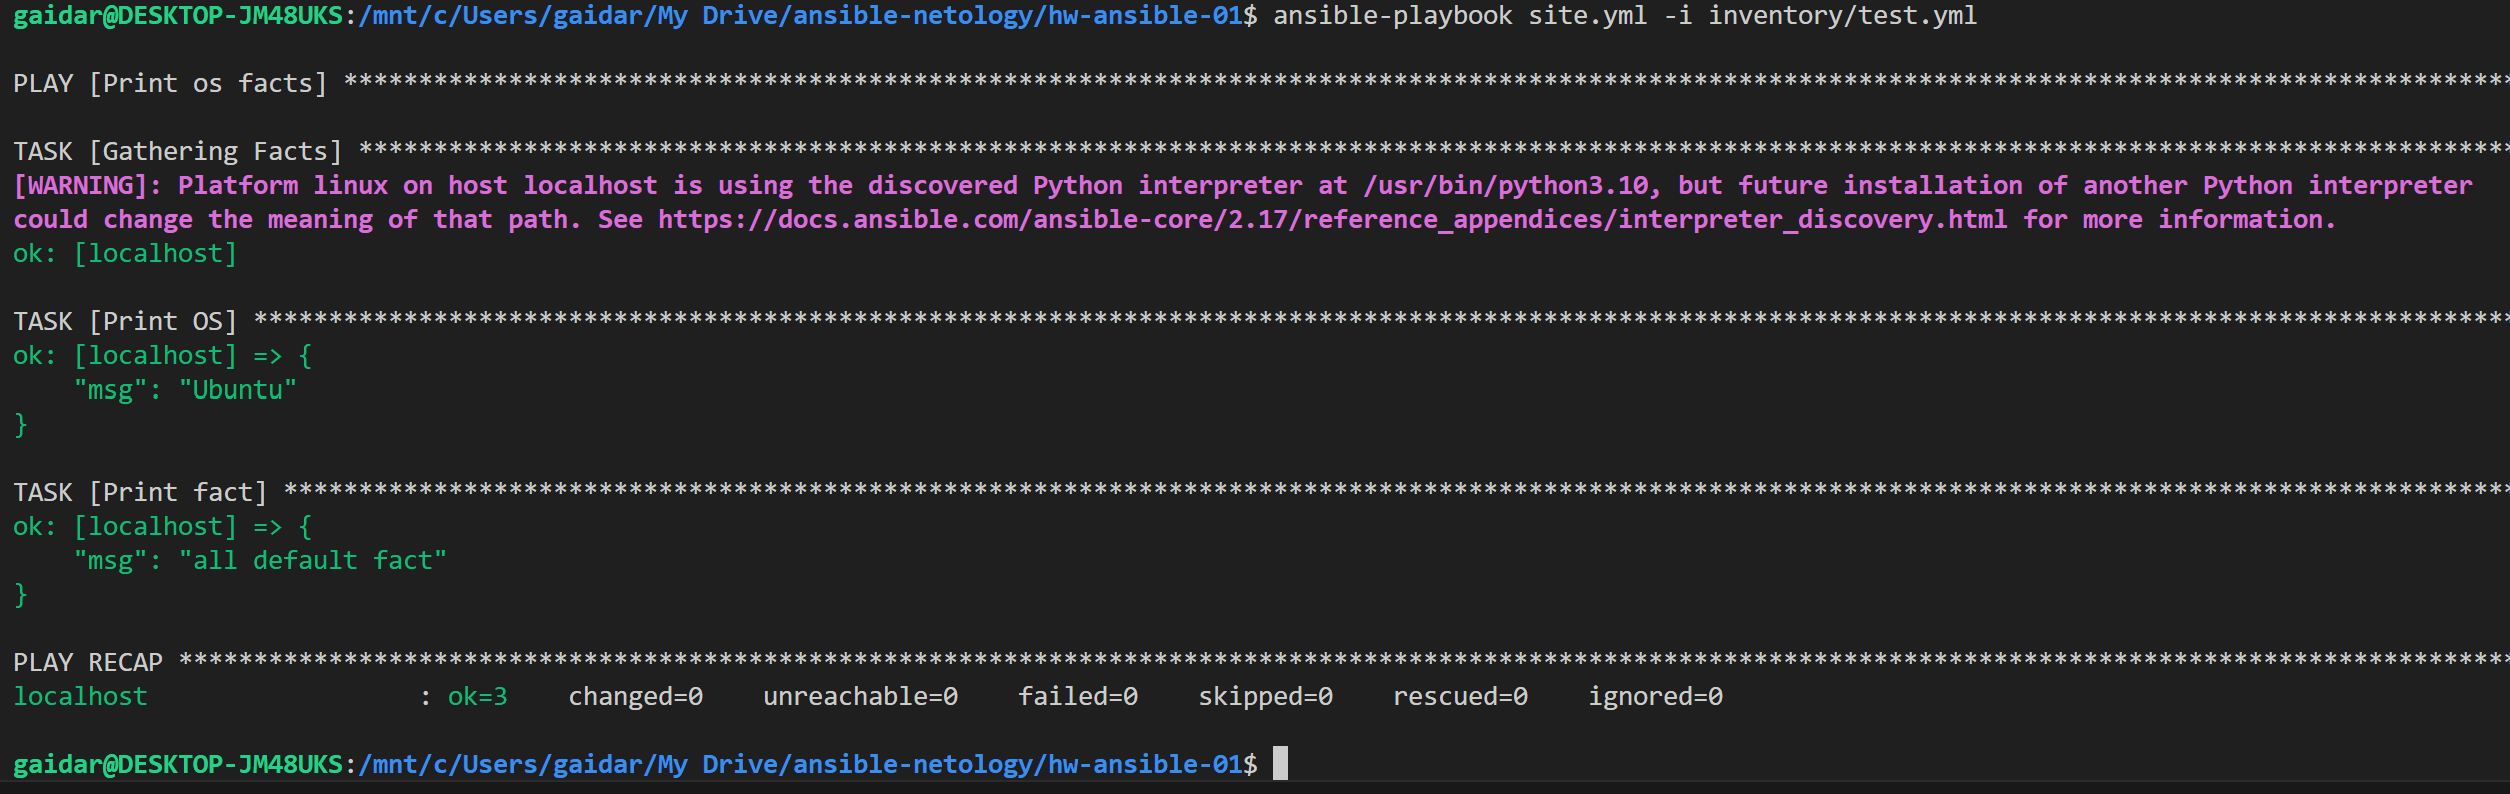 gaidar@DESKTOP-JM48UKS:/mnt/c/Users/gaidar/My Drive/ansible-netology/hw-ansible-01$ ansible-playbook site.yml -i inventory/test.yml
PLAY [Print os facts] ************************************************************************************************************************************************
TASK [Gathering Facts] ***********************************************************************************************************************************************
[WARNING]: Platform linux on host localhost is using the discovered Python interpreter at /usr/bin/python3.10, but future installation of another Python interpreter
could change the meaning of that path. See https://docs.ansible.com/ansible-core/2.17/reference_appendices/interpreter_discovery.html for more information.
ok: [localhost]
TASK [Print OS] ******************************************************************************************************************************************************
ok: [localhost] => {
    "msg": "Ubuntu"
}
TASK [Print fact] ****************************************************************************************************************************************************
ok: [localhost] => {
    "msg": "all default fact"
}
PLAY RECAP ***********************************************************************************************************************************************************
localhost                  : ok=3    changed=0    unreachable=0    failed=0    skipped=0    rescued=0    ignored=0
gaidar@DESKTOP-JM48UKS:/mnt/c/Users/gaidar/My Drive/ansible-netology/hw-ansible-01$